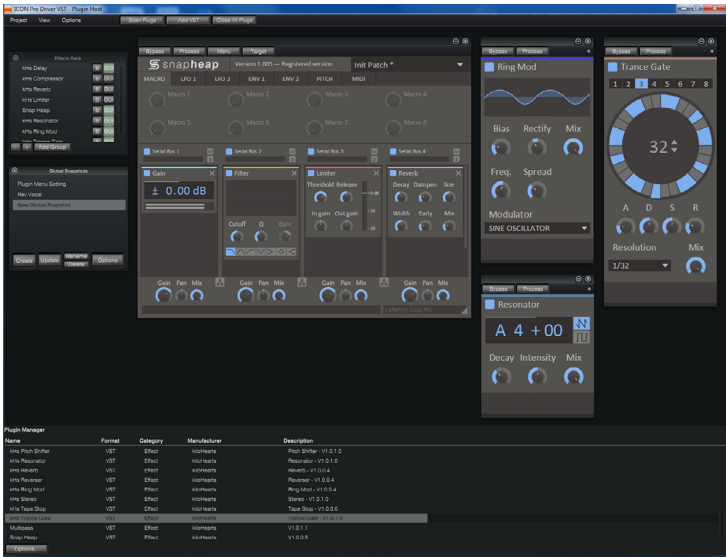 ICON Pro Driver VST - Plugin Host
Project View Options Scan Plugs Add VST Close All Plugs
Effects Rack
kHs Delay
kHs Compressor
kHs Reverb
kHs Limiter
Snap Heap
kHs Resonator
kHs Ring Mod
kHs Trance Gate
Add Group
Global Snapshots
Plugin Menu Setting
Rev Vocal
New Global Snapshot
Create Update Rename Delete Options
Bypass Process Menu Target
snapheap Version 1.005 — Registered version Init Patch *
MACRO LFO 1 LFO 2 ENV 1 ENV 2 PITCH MIDI
Macro 1 Macro 2 Macro 3 Macro 4
Macro 5 Macro 6 Macro 7 Macro 8
Serial Bus 1 Serial Bus 2 Serial Bus 3 Serial Bus 4
Gain
± 0.00 dB
Filter
Cutoff Q Gain
Limiter
Threshold Release
In gain Out gain
Reverb
Decay Dampen Size
Width Early Mix
Gain Pan Mix Gain Pan Mix Gain Pan Mix Gain Pan Mix
Latency: 0.00 ms
Bypass Process
Ring Mod
Bias Rectify Mix
Freq. Spread
Modulator
SINE OSCILLATOR
Bypass Process
Resonator
A 4 +00
Decay Intensity Mix
Bypass Process
Trance Gate
1 2 3 4 5 6 7 8
32
A D S R
Resolution Mix
1/32
Plugin Manager
Name Format Category Manufacturer Description
kHs Pitch Shifter VST Effect kiloHearts Pitch Shifter - V1.0.1.0
kHs Resonator VST Effect kiloHearts Resonator - V1.0.1.0
kHs Reverb VST Effect kiloHearts Reverb - V1.0.0.4
kHs Reverser VST Effect kiloHearts Reverser - V1.0.0.4
kHs Ring Mod VST Effect kiloHearts Ring Mod - V1.0.0.4
kHs Stereo VST Effect kiloHearts Stereo - V1.0.1.0
kHs Tape Stop VST Effect kiloHearts Tape Stop - V1.0.0.6
kHs Trance Gate VST Effect kiloHearts Trance Gate - V1.0.1.0
Multipass VST Effect kiloHearts V1.0.1.1
Snap Heap VST Effect kiloHearts V1.0.0.5
Options